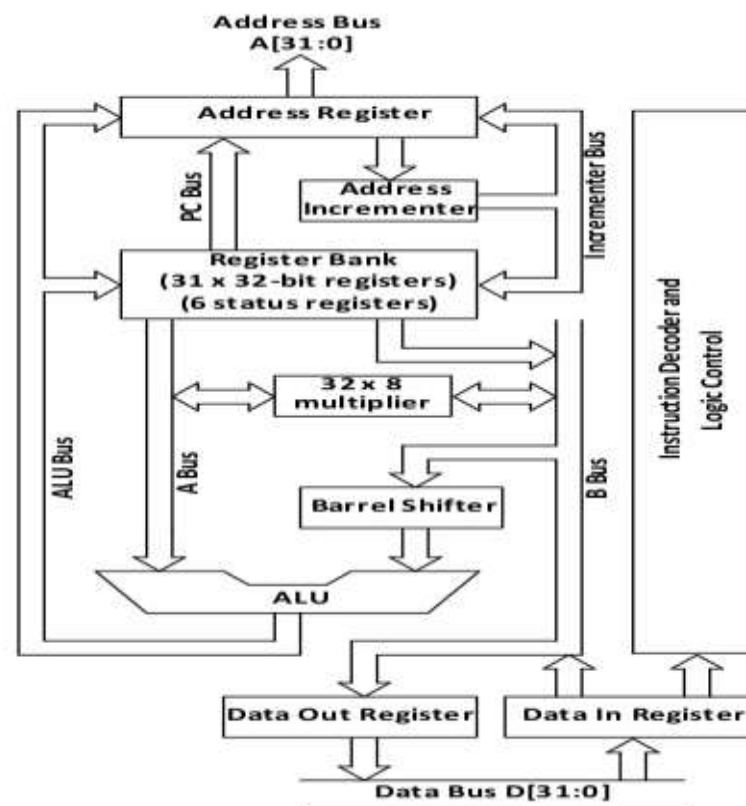 Address Bus
A[31:0]
Address Register
PC Bus
Address
Incrementer
Incrementer Bus
Register Bank
(31 x 32-bit registers)
(6 status registers)
32 x 8
multiplier
ALU Bus
A Bus
Barrel Shifter
B Bus
Instruction Decoder and
Logic Control
ALU
Data Out Register
Data In Register
Data Bus D[31:0]